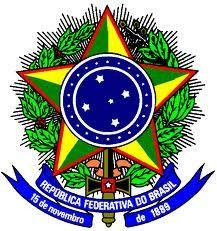 REPÚBLICA FEDERATIVA DO BRASIL
15 de novembro de 1889